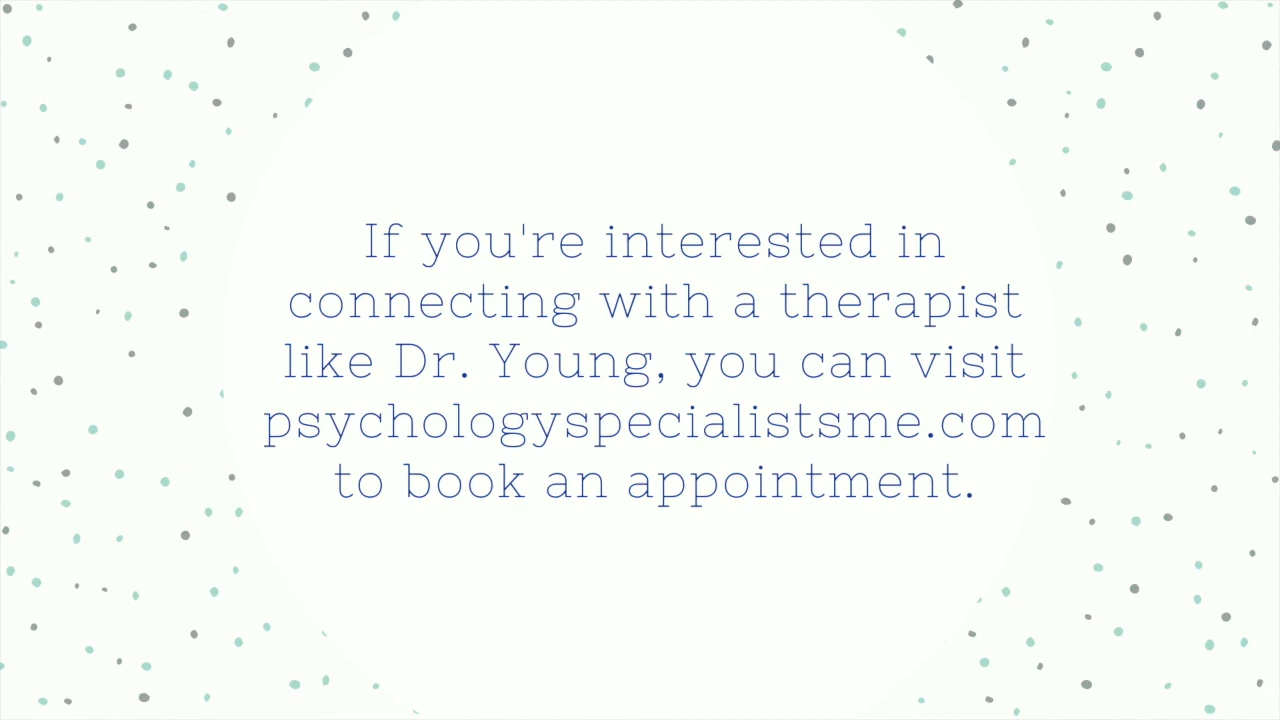 If you're interested in
connecting with a therapist
like Dr. Young, you can visit
psychologyspecialistsme.com
to book an appointment.